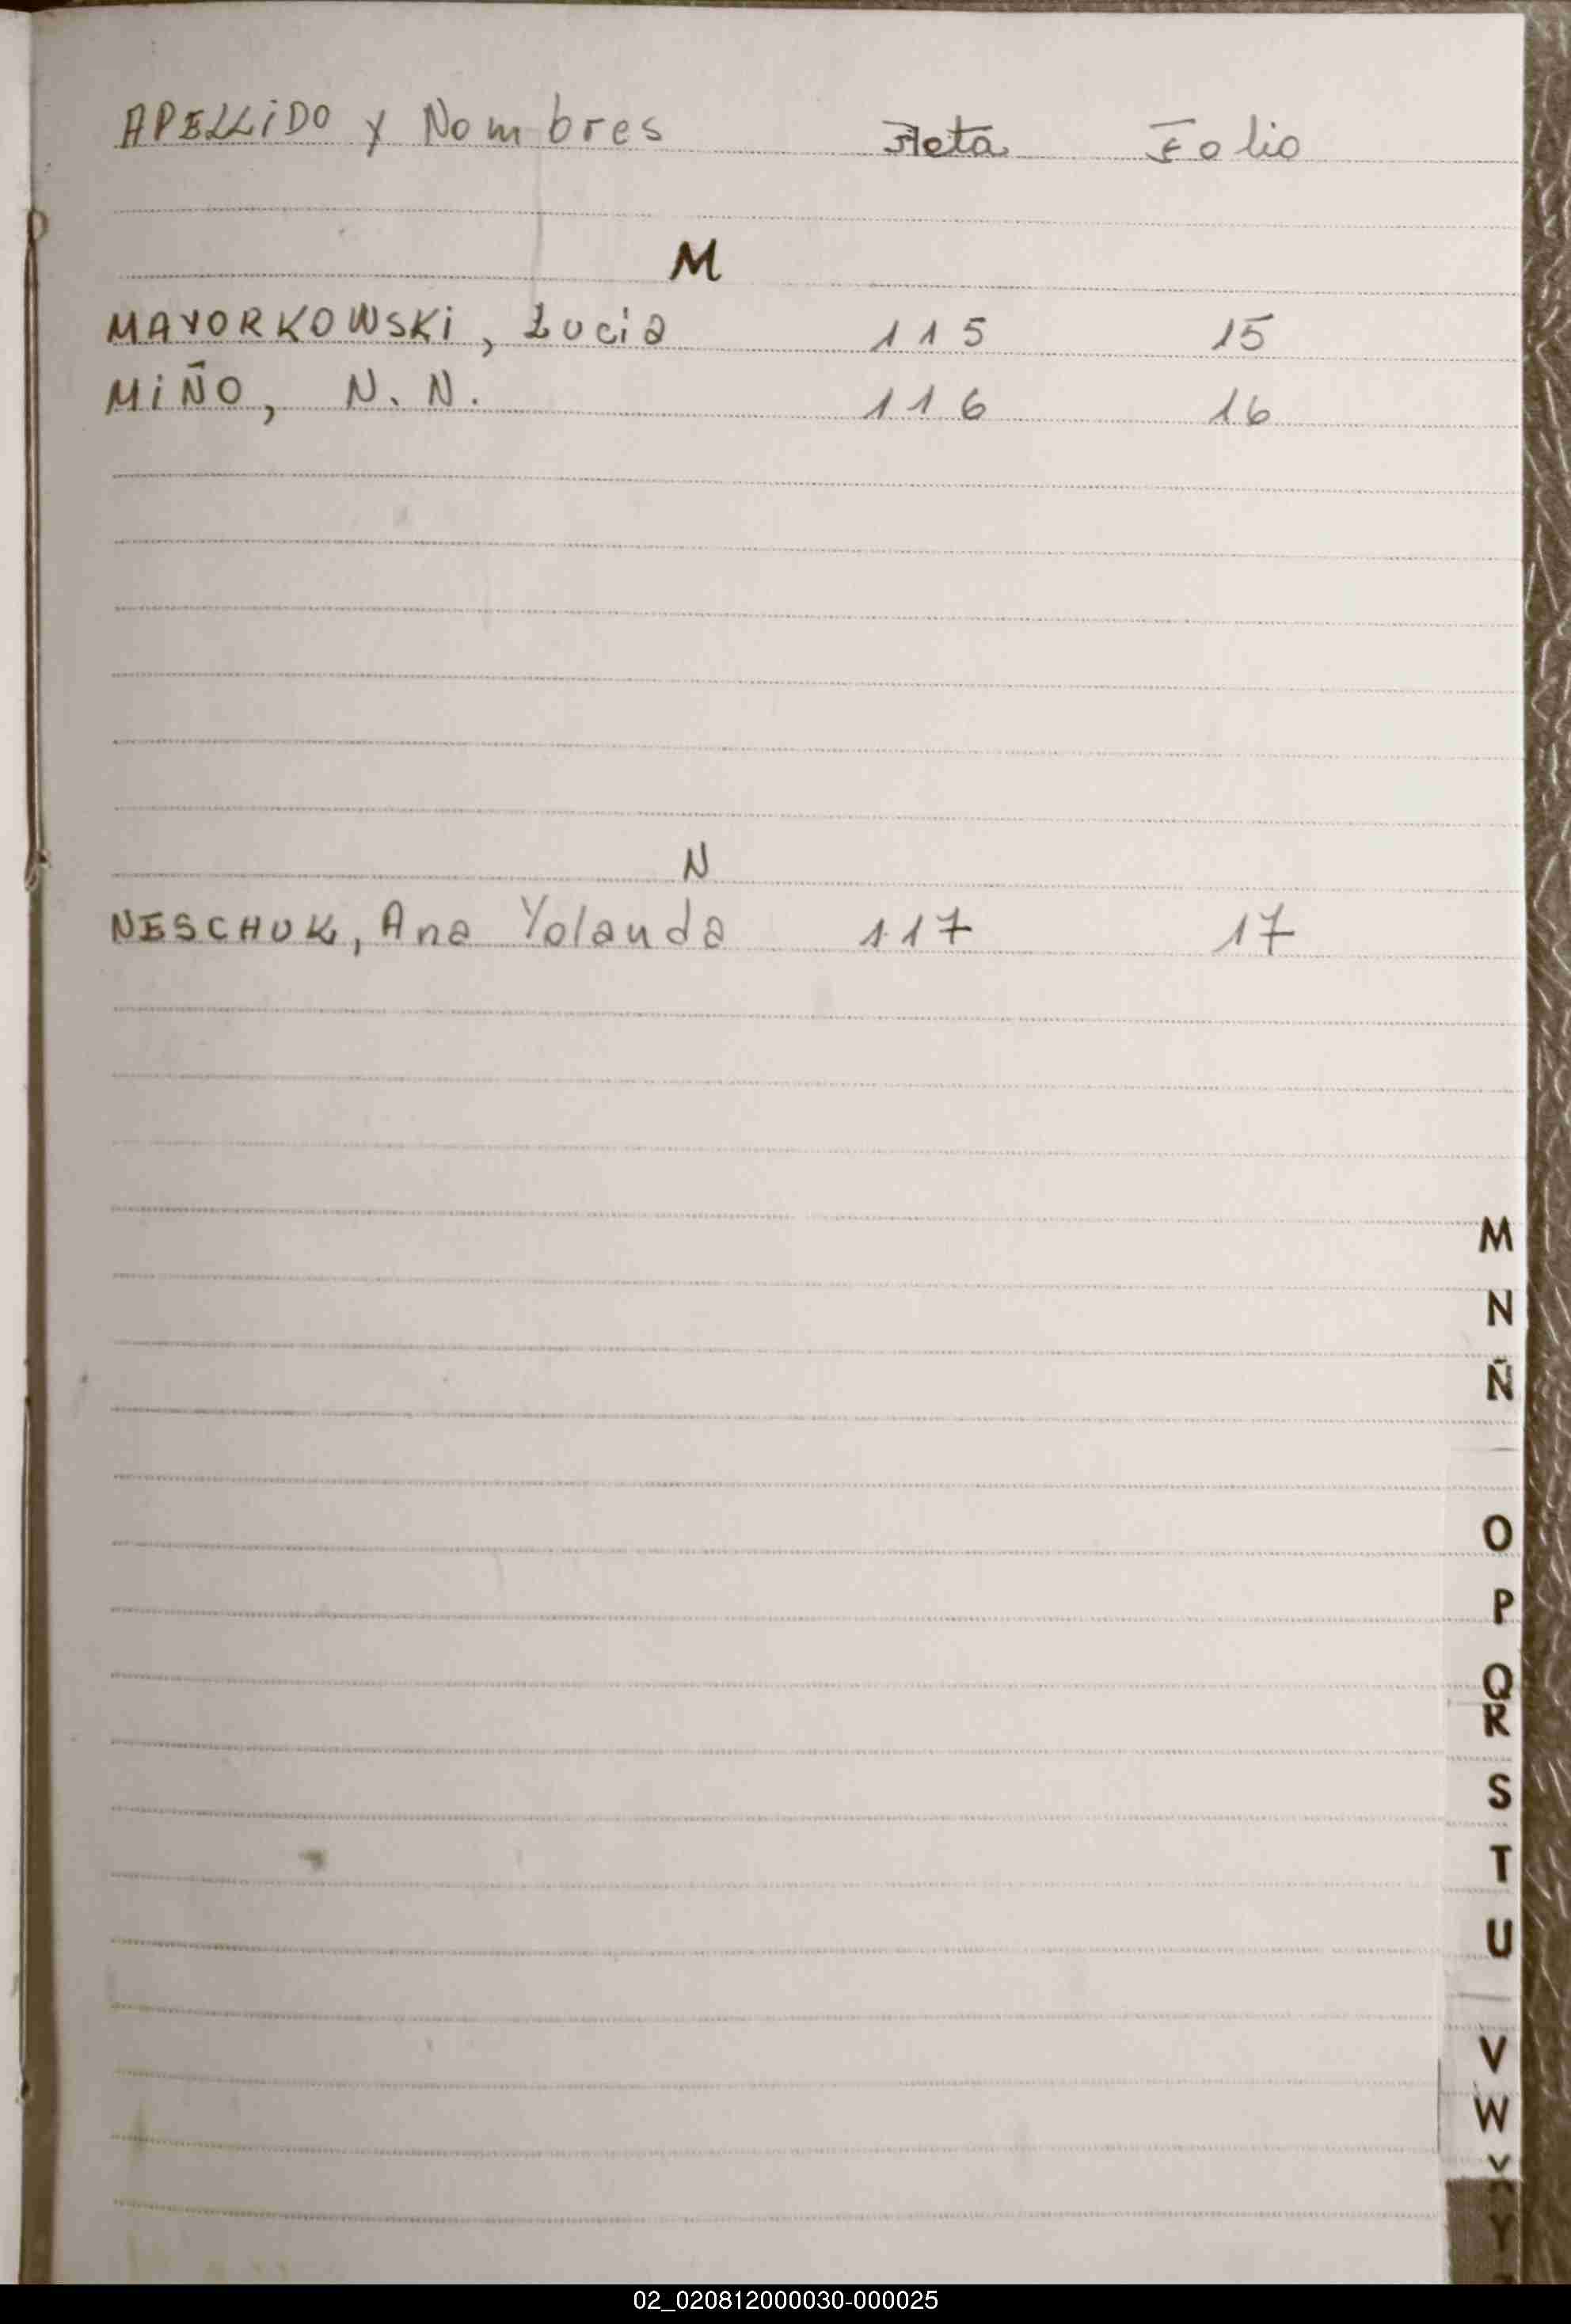 APELLIDO y Nombres Acta Folio
M
MAYORKOWSKi, Lucia 115 15
MiÑO, N. N. 116 16
N
NESCHUK, Ana Yolanda 117 17
M
N
Ñ
O
P
Q
R
S
T
U
V
W
X
Y
02_020812000030-000025